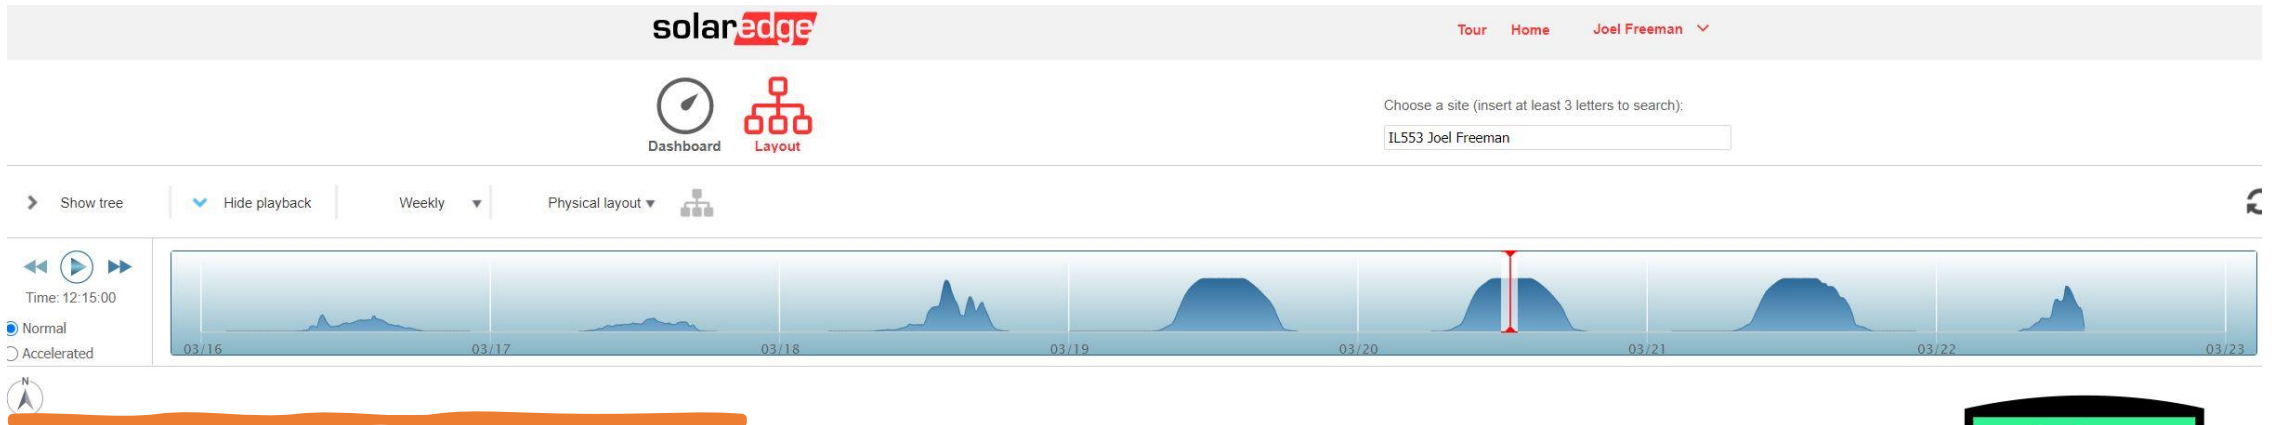 solaredge
Tour Home Joel Freeman
Choose a site (insert at least 3 letters to search):
IL553 Joel Freeman
Dashboard Layout
Show tree Hide playback Weekly Physical layout
Time: 12:15:00
Normal
Accelerated
03/16 03/17 03/18 03/19 03/20 03/21 03/22 03/23
N